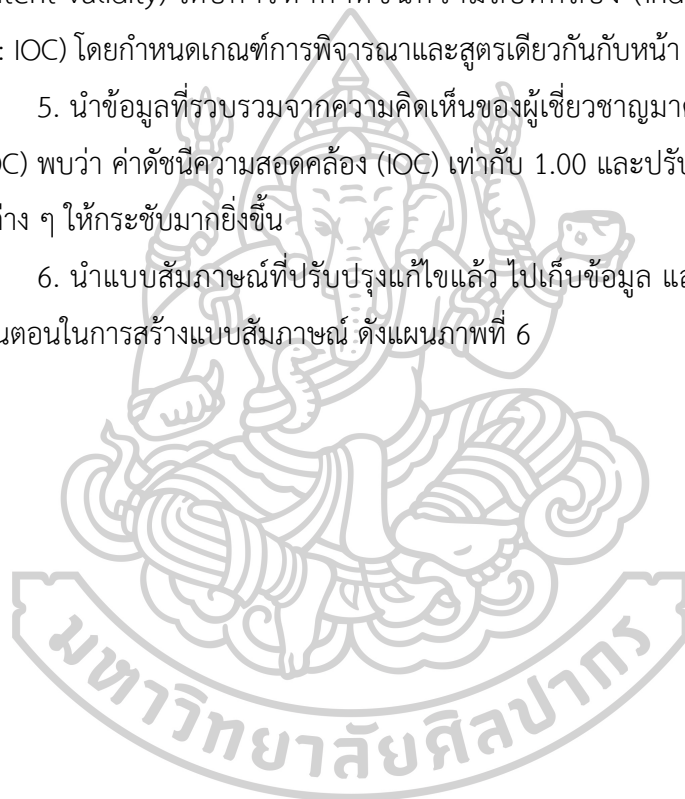 : IOC) โดยกำหนดเกณฑ์การพิจารณาและสูตรเดียวกันกับหน้า
5. นำข้อมูลที่รวบรวมจากความคิดเห็นของผู้เชี่ยวชาญมา
OC) พบว่า ค่าดัชนีความสอดคล้อง (IOC) เท่ากับ 1.00 และปรับ
ต่าง ๆ ให้กระชับมากยิ่งขึ้น
6. นำแบบสัมภาษณ์ที่ปรับปรุงแก้ไขแล้ว ไปเก็บข้อมูล
นตอนในการสร้างแบบสัมภาษณ์ ดังแผนภาพที่ 6
มหาวิทยาลัยศิลปากร